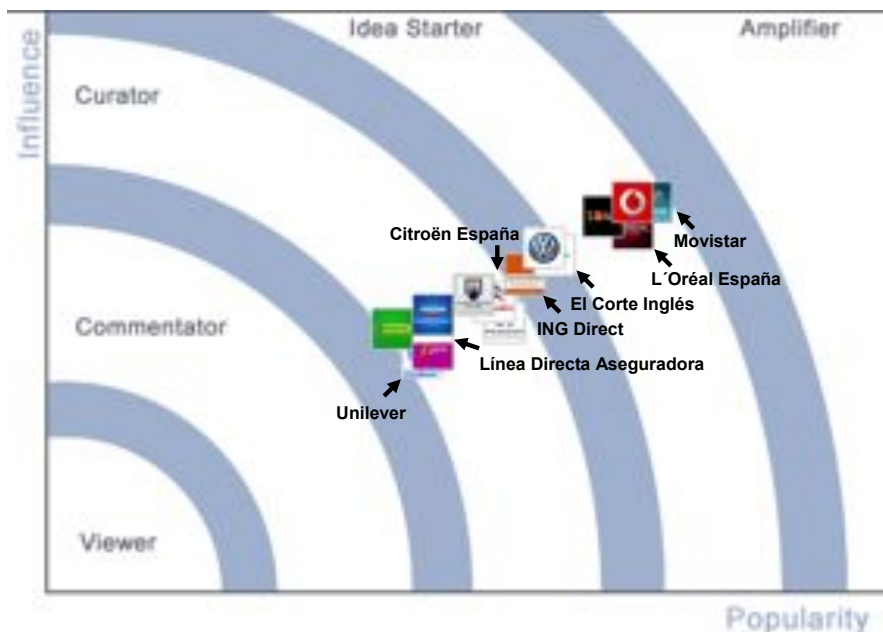 Idea Starter
Amplifier
Influence
Curator
Citroën España
Movistar
L´Oréal España
El Corte Inglés
Commentator
ING Direct
Línea Directa Aseguradora
Unilever
Viewer
Popularity